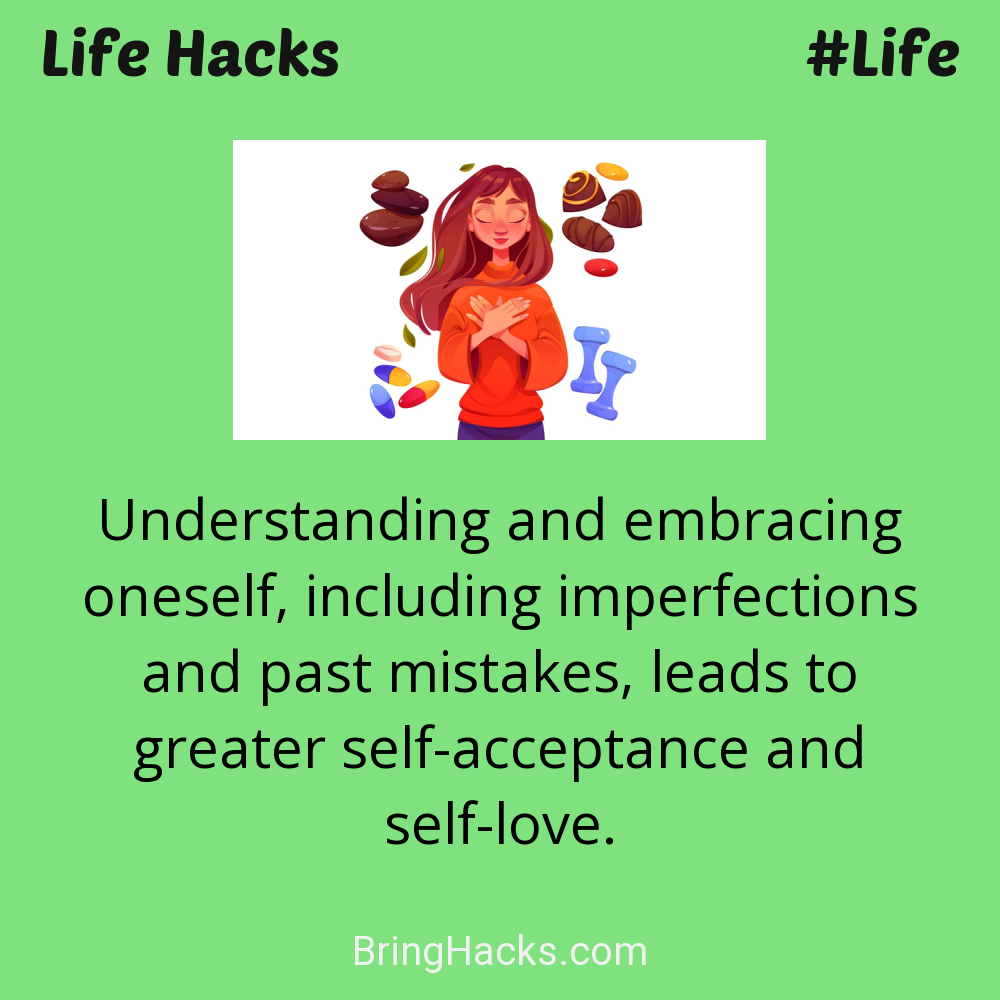 Life Hacks
#Life
Understanding and embracing
oneself, including imperfections
and past mistakes, leads to
greater self-acceptance and
self-love.
BringHacks.com